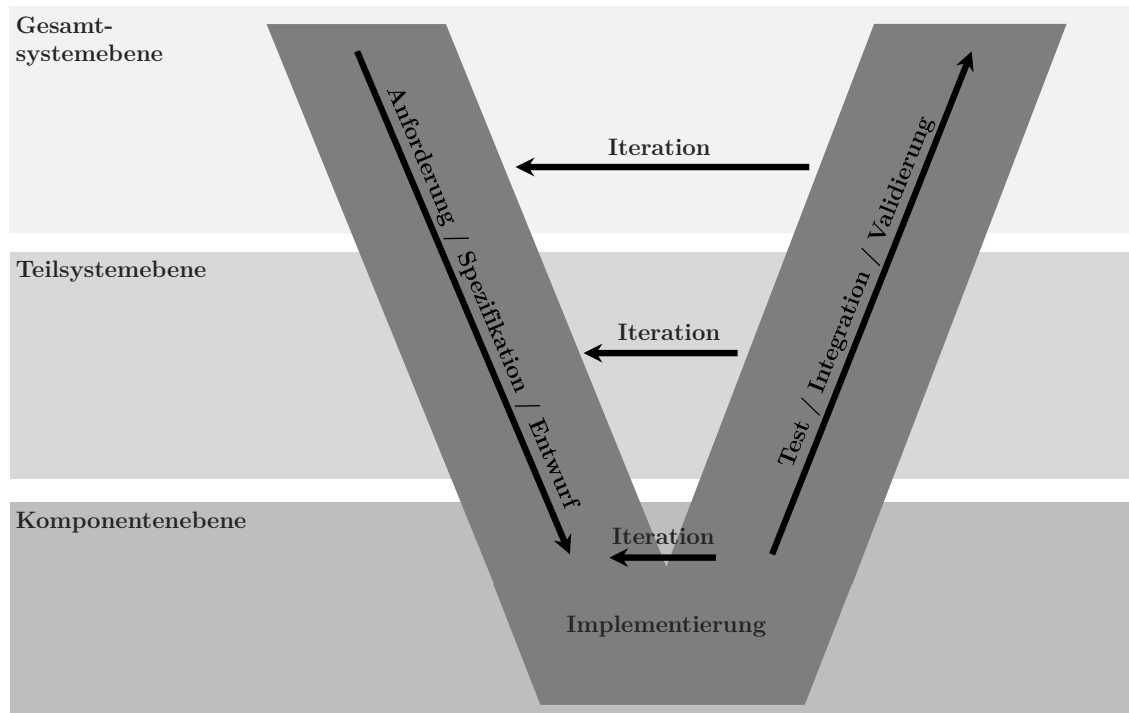 Gesamt-
systemebene
Anforderung / Spezifikation / Entwurf
Iteration
Test / Integration / Validierung
Teilsystemebene
Iteration
Komponentenebene
Iteration
Implementierung